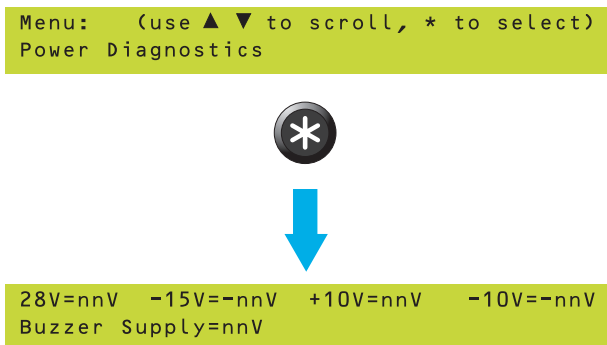 Menu: (use ▲ ▼ to scroll, * to select)
Power Diagnostics
*
28V=nnV -15V=-nnV +10V=nnV -10V=-nnV
Buzzer Supply=nnV